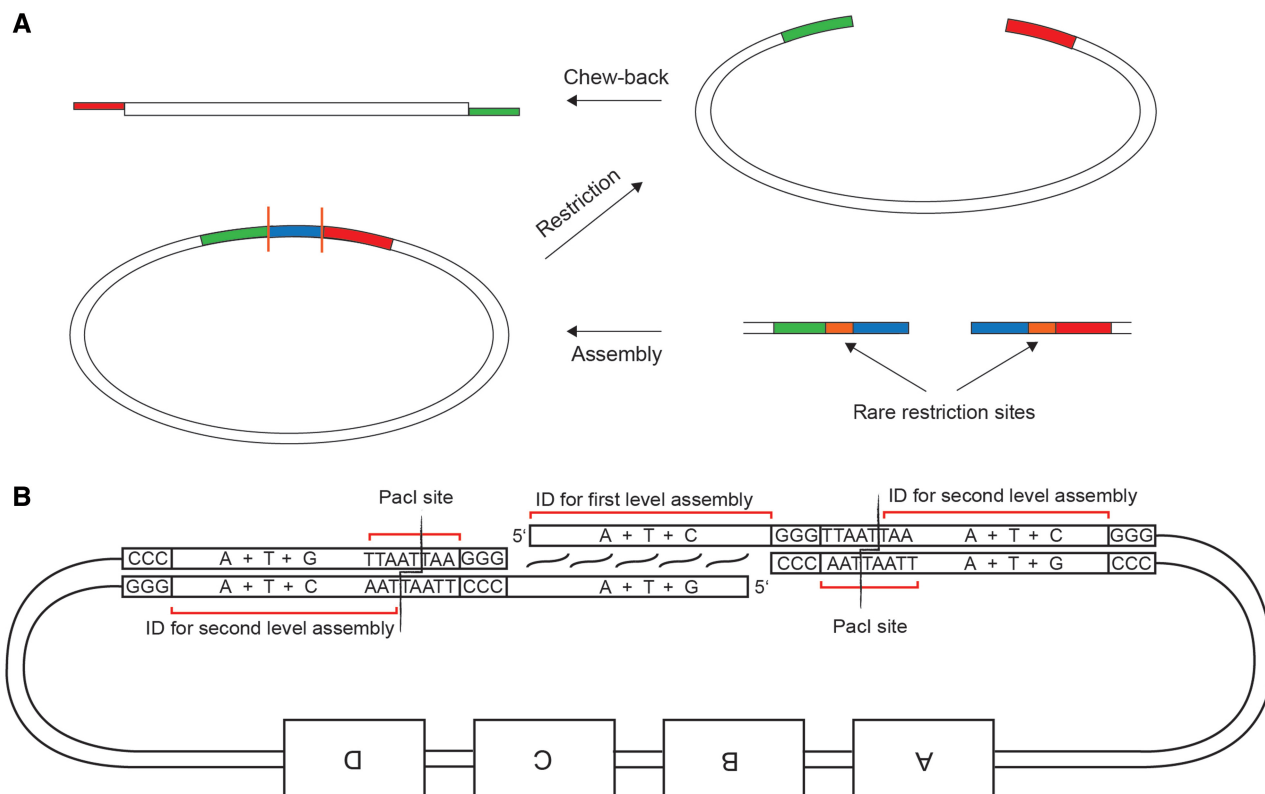 A
Chew-back
Restriction
Assembly
Rare restriction sites
B
PacI site
ID for first level assembly
ID for second level assembly
5‘ A + T + C GGG TTAATTAA A + T + C GGG
CCC A + T + G TTAATTAA GGG
CCC AATTAATT A + T + G CCC
GGG A + T + C AATTAATT CCC A + T + G 5‘
ID for second level assembly
PacI site
D C B A